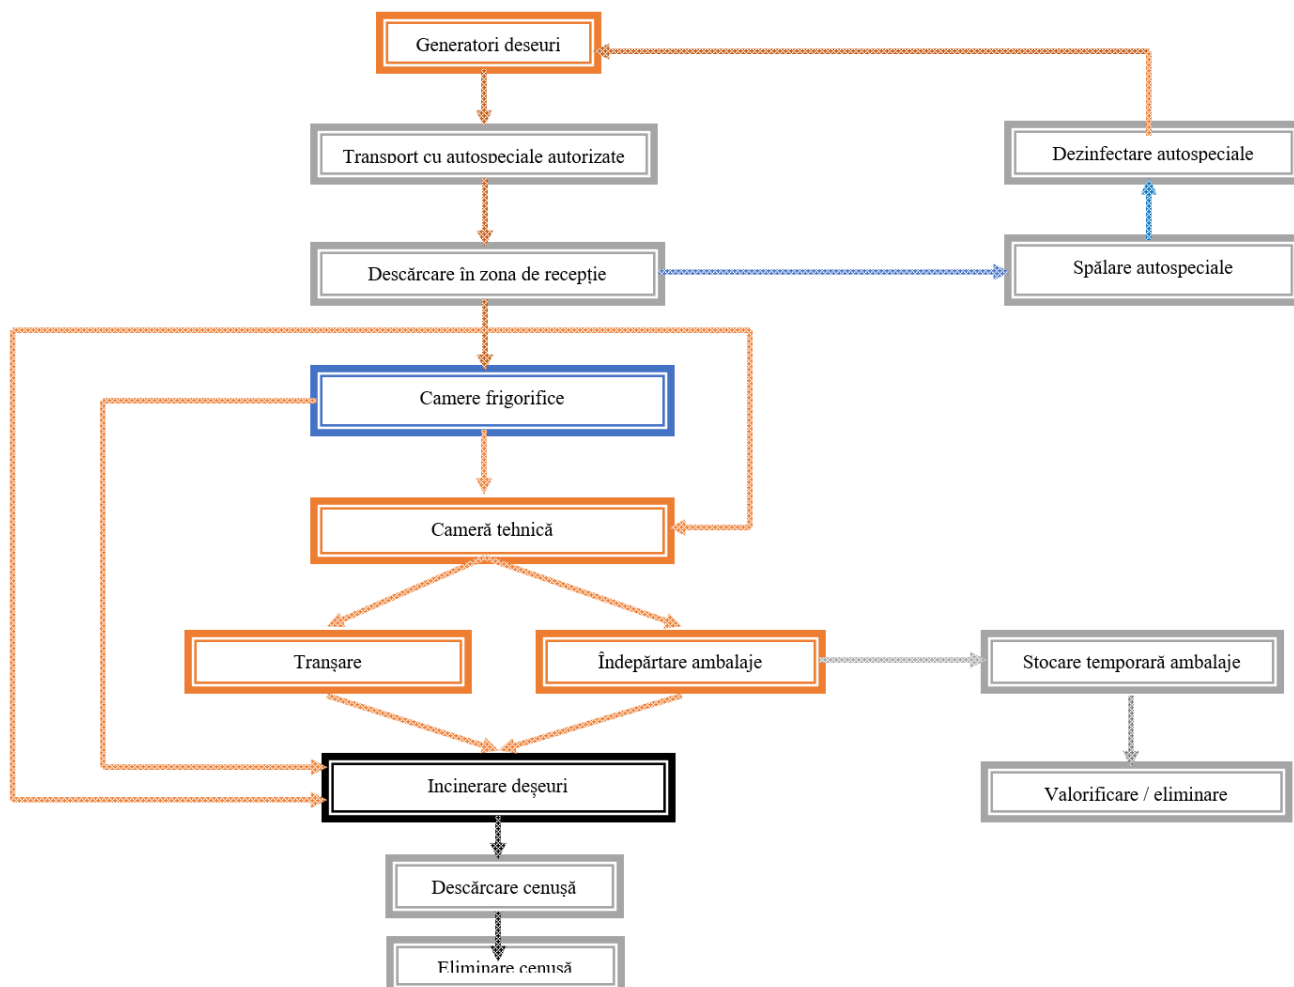 Generatori deseuri
Transport cu autospeciale autorizate
Dezinfectare autospeciale
Descărcare în zona de recepție
Spălare autospeciale
Camere frigorifice
Cameră tehnică
Tranșare
Îndepărtare ambalaje
Stocare temporară ambalaje
Incinerare deșeuri
Valorificare / eliminare
Descărcare cenușă
Eliminare cenușă